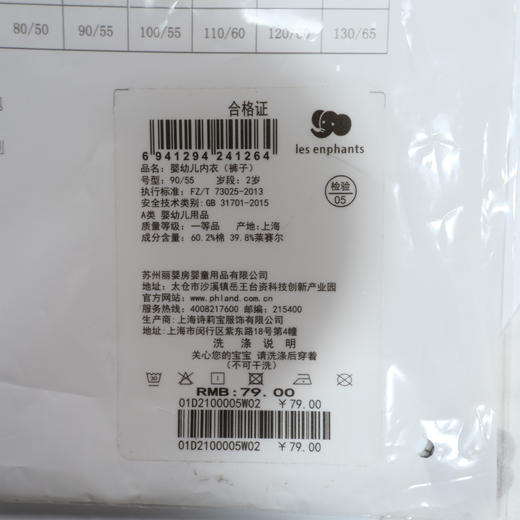 80/50 90/55 100/55 110/60 120/60 130/65
合格证
les enphants
6 941294 241264
品名: 婴幼儿内衣 (裤子)
号型: 90/55 岁段: 2岁
执行标准: FZ/T 73025-2013
检验
05
安全技术类别: GB 31701-2015
A类 婴幼儿用品
质量等级: 一等品 产地: 上海
成分含量: 60.2%棉 39.8%莱赛尔
苏州丽婴房婴童用品有限公司
地址: 太仓市沙溪镇岳王台资科技创新产业园
官方网站: www.phland.com.cn
服务热线: 4008217600 邮编: 215400
生产商: 上海诗莉宝服饰有限公司
地址: 上海市闵行区紫东路18号第4幢
洗涤说明
关心您的宝宝 请洗涤后穿着
(不可干洗)
RMB:79.00
01D2100005W02 ¥79.00
01D2100005W02 ¥79.00